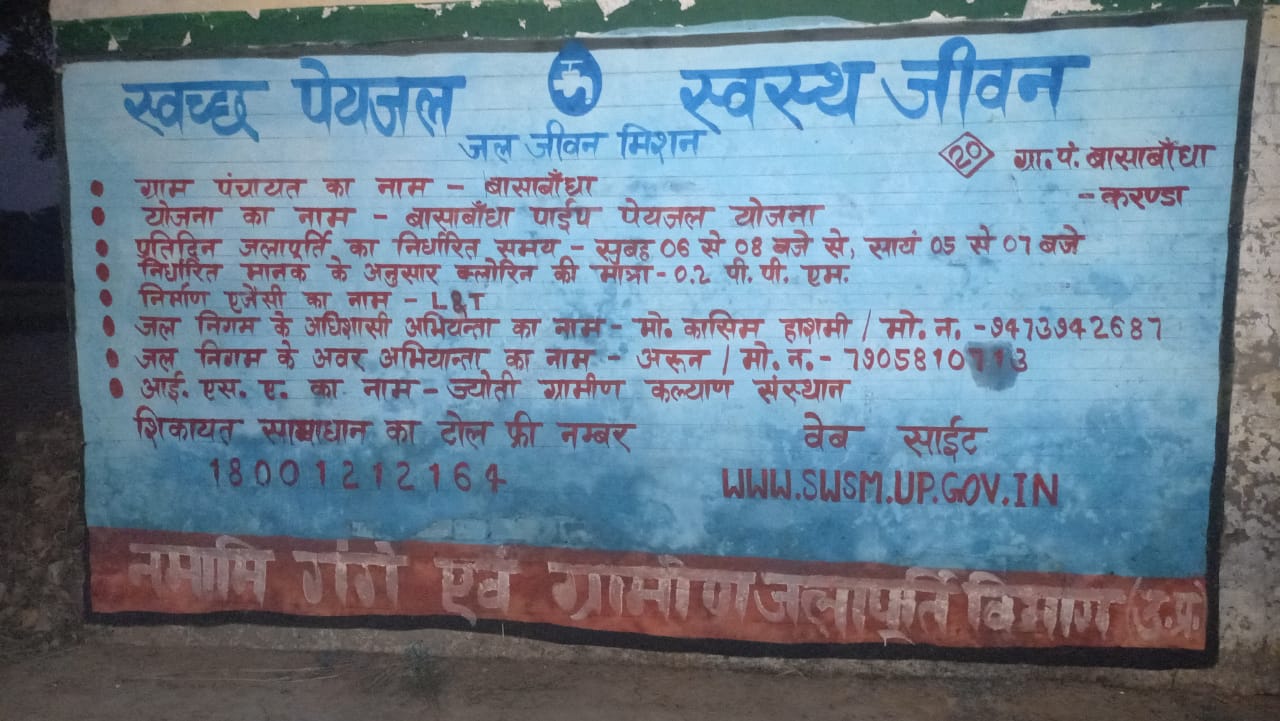 स्वच्छ पेयजल स्वस्थ जीवन
जल जीवन मिशन
20 ग्रा. पं. बासाबाँधा
- करण्डा
ग्राम पंचायत का नाम - बासाबाँधा
योजना का नाम - बासाबाँधा पाईप पेयजल योजना
प्रतिदिन जलापूर्ति का निर्धारित समय - सुबह 06 से 08 बजे से, सायं 05 से 07 बजे
निर्धारित मानक के अनुसार क्लोरिन की मात्रा - 0.2 पी. पी. एम.
निर्माण एजेंसी का नाम - L&T
जल निगम के अधिशासी अभियन्ता का नाम - मो. कासिम हाशमी / मो. न. - 9473942687
जल निगम के अवर अभियान्ता का नाम - अरून / मो. न. - 7905810113
आई. एस. ए. का नाम - ज्योती ग्रामीण कल्याण संस्थान
शिकायत का टोल फ्री नम्बर वेब साईट
18001212164 WWW.SWSM.UP.GOV.IN
नमामि गंगे एवं ग्रामीण जलापूर्ति विभाग (उ.प्र.)